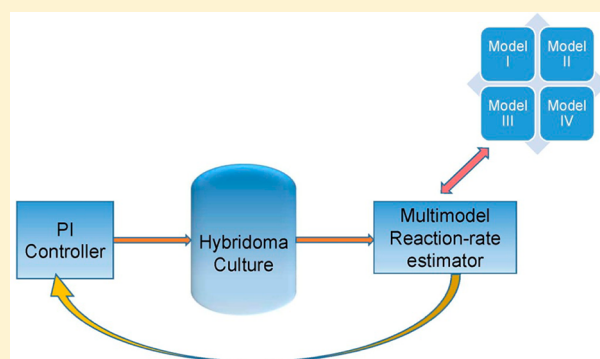 Model
I
Model
II
Model
III
Model
IV
PI
Controller
Hybridoma
Culture
Multimodel
Reaction-rate
estimator